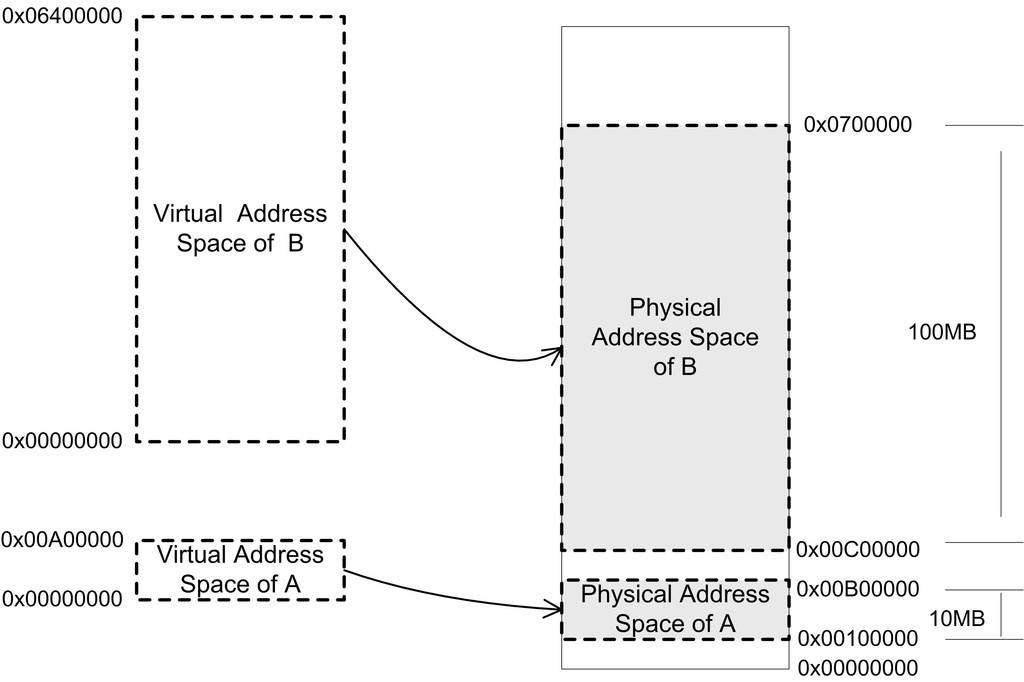 0x06400000
Virtual Address
Space of B
0x00000000
0x00A00000
Virtual Address
Space of A
0x00000000
0x0700000
Physical
Address Space
of B
100MB
0x00C00000
0x00B00000
Physical Address
Space of A
10MB
0x00100000
0x00000000